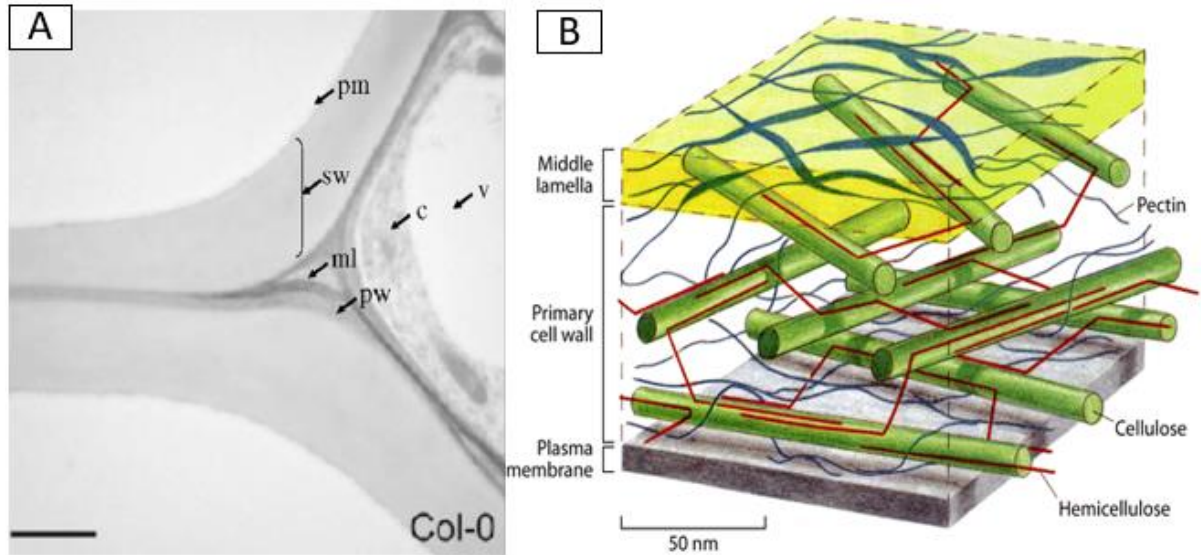 A
pm
sw
v
c
ml
pw
Col-0
B
Middle
lamella
Pectin
Primary
cell wall
Cellulose
Plasma
membrane
Hemicellulose
50 nm